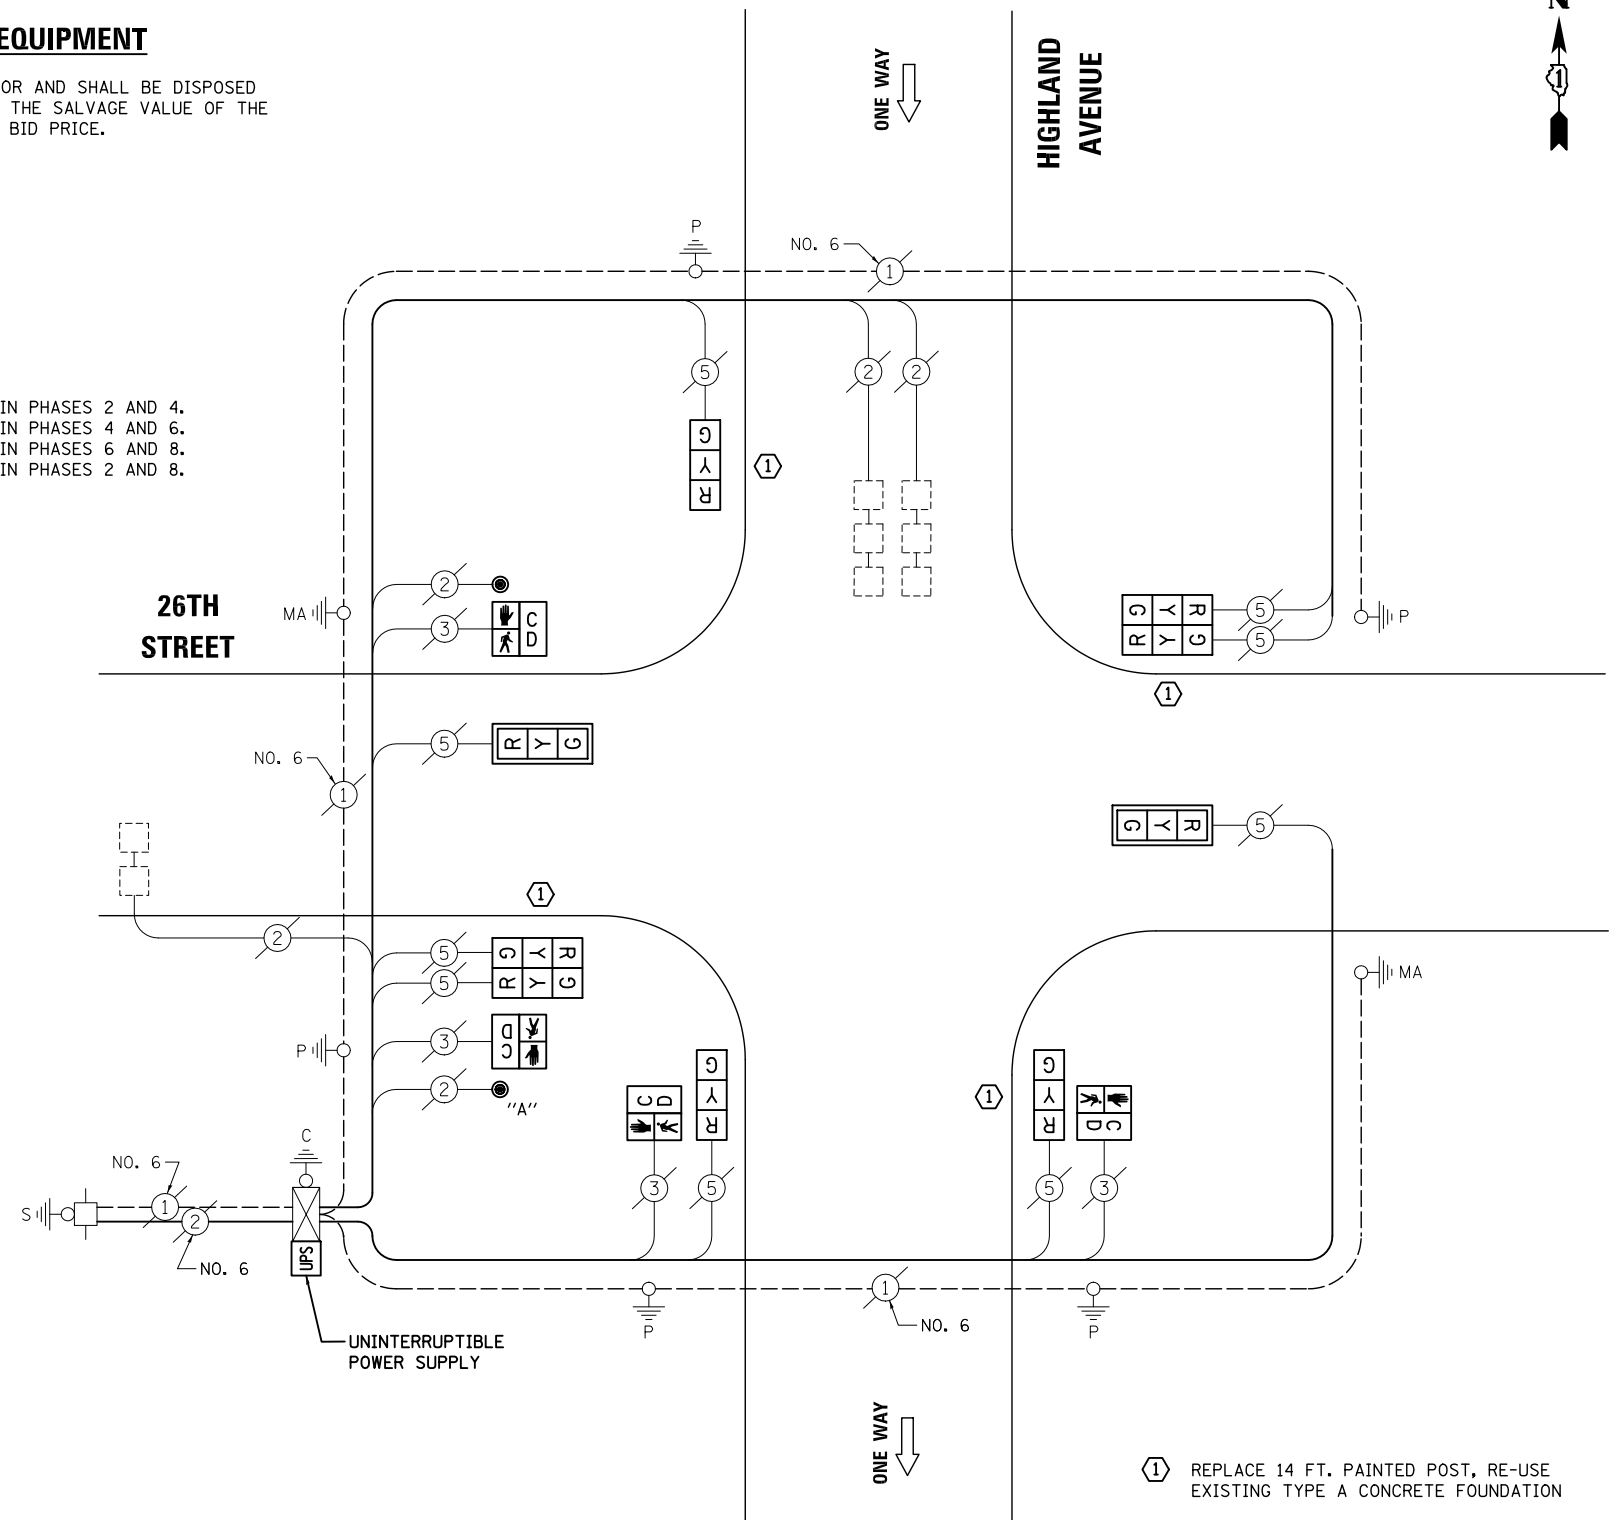 EQUIPMENT
OR AND SHALL BE DISPOSED
THE SALVAGE VALUE OF THE
BID PRICE.
ONE WAY
HIGHLAND
AVENUE
N
1
P
NO. 6
1
5
2
2
G
Y
R
1
IN PHASES 2 AND 4.
IN PHASES 4 AND 6.
IN PHASES 6 AND 8.
IN PHASES 2 AND 8.
26TH
STREET
MA
2
3
C
D
G Y R
5
R Y G
5
P
1
NO. 6
1
5
R Y G
G Y R
5
1
2
5
G Y R
5
R Y G
P
3
C
D
2
"A"
C
D
G
Y
R
3
5
1
G
Y
R
C
D
5
3
MA
C
NO. 6
S
1
2
NO. 6
UPS
P
1
NO. 6
P
UNINTERRUPTIBLE
POWER SUPPLY
ONE WAY
1 REPLACE 14 FT. PAINTED POST, RE-USE
EXISTING TYPE A CONCRETE FOUNDATION